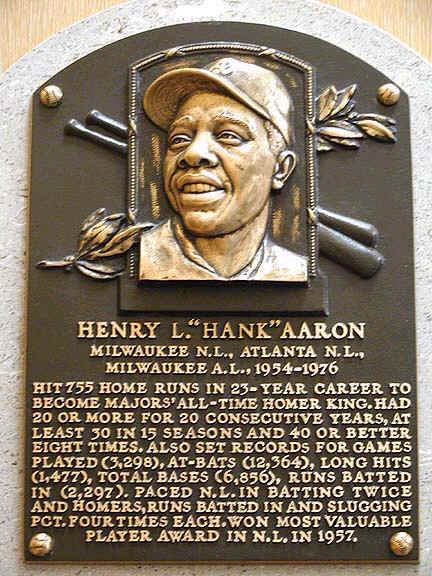 HENRY L. "HANK" AARON
MILWAUKEE N.L., ATLANTA N.L.,
MILWAUKEE A.L., 1954-1976
HIT 755 HOME RUNS IN 23-YEAR CAREER TO
BECOME MAJORS' ALL-TIME HOMER KING. HAD
20 OR MORE FOR 20 CONSECUTIVE YEARS, AT
LEAST 30 IN 15 SEASONS AND 40 OR BETTER
EIGHT TIMES. ALSO SET RECORDS FOR GAMES
PLAYED (3,298), AT-BATS (12,364), LONG HITS
(1,477), TOTAL BASES (6,856), RUNS BATTED
IN (2,297). PACED N.L. IN BATTING TWICE
AND HOMERS, RUNS BATTED IN AND SLUGGING
PCT. FOUR TIMES EACH. WON MOST VALUABLE
PLAYER AWARD IN N.L. IN 1957.